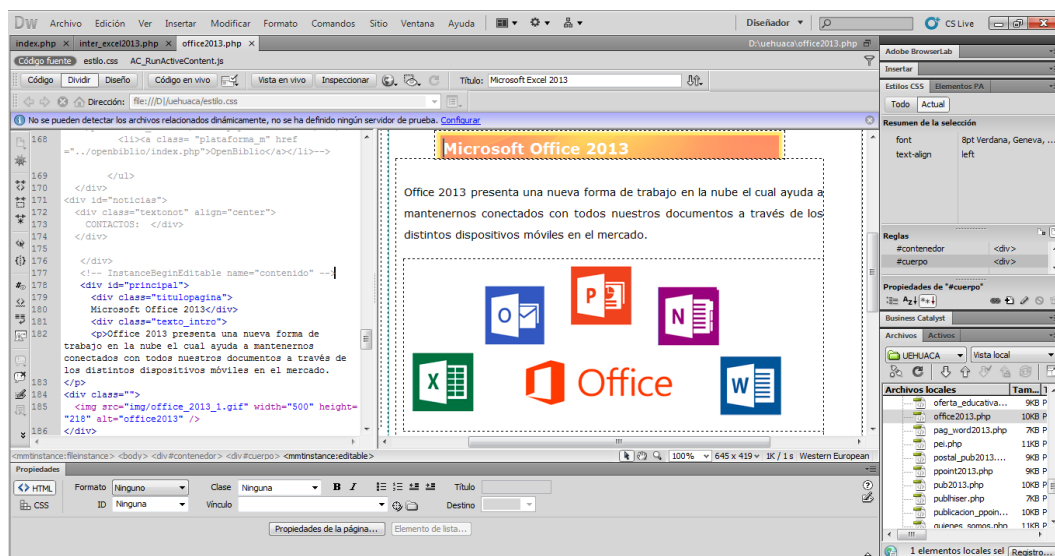 DW Archivo Edición Ver Insertar Modificar Formato Comandos Sitio Ventana Ayuda Diseñador CS Live
index.php × inter_excel2013.php × office2013.php × D:\uehuaca\office2013.php
Código fuente estilo.css AC_RunActiveContent.js
Código Dividir Diseño Código en vivo Vista en vivo Inspeccionar Título: Microsoft Excel 2013
Dirección: file:///D|/uehuaca/estilo.css
No se pueden detectar los archivos relacionados dinámicamente, no se ha definido ningún servidor de prueba. Configurar
168 <li><a class= "plataforma_m" href
="../openbiblio/index.php">OpenBiblio</a></li>-->
169 </ul>
170 </div>
171 <div id="noticias">
172 <div class="textonot" align="center">
173 CONTACTOS: </div>
174 </div>
175
176 </div>
177 <!-- InstanceBeginEditable name="contenido" -->
178 <div id="principal">
179 <div class="titulopagina">
180 Microsoft Office 2013</div>
181 <div class="texto_intro">
182 <p>Office 2013 presenta una nueva forma de
trabajo en la nube el cual ayuda a mantenernos
conectados con todos nuestros documentos a través de
los distintos dispositivos móviles en el mercado.
183 </p>
184 <div class="">
185 <img src="img/office_2013_1.gif" width="500" height=
"218" alt="office2013" />
186 </div>
Microsoft Office 2013
Office 2013 presenta una nueva forma de trabajo en la nube el cual ayuda a
mantenernos conectados con todos nuestros documentos a través de los
distintos dispositivos móviles en el mercado.
O
P
N
X
Office
W
<mmtinstance:fileinstance> <body> <div#contenedor> <div#cuerpo> <mmtinstance:editable>
100% 645 x 419 1K / 1 s Western European
Propiedades
HTML Formato Ninguno Clase Ninguna B I Título
CSS ID Ninguna Vínculo Destino
Propiedades de la página... Elemento de lista...
Adobe BrowserLab
Insertar
Estilos CSS Elementos PA
Todo Actual
Resumen de la selección
font 8pt Verdana, Geneva, ...
text-align left
Reglas
#contenedor <div>
#cuerpo <div>
Propiedades de "#cuerpo"
Business Catalyst
Archivos Activos
UEHUACA Vista local
Archivos locales Tam... T
oferta_educativa... 9KB P
office2013.php 10KB P
pag_word2013.php 7KB P
pei.php 11KB P
postal_pub2013.... 9KB P
ppoint2013.php 9KB P
pub2013.php 10KB P
publhiser.php 7KB P
publicacion_ppoin... 10KB P
quienes_somos.php 11KB P
1 elementos locales sel Registro...